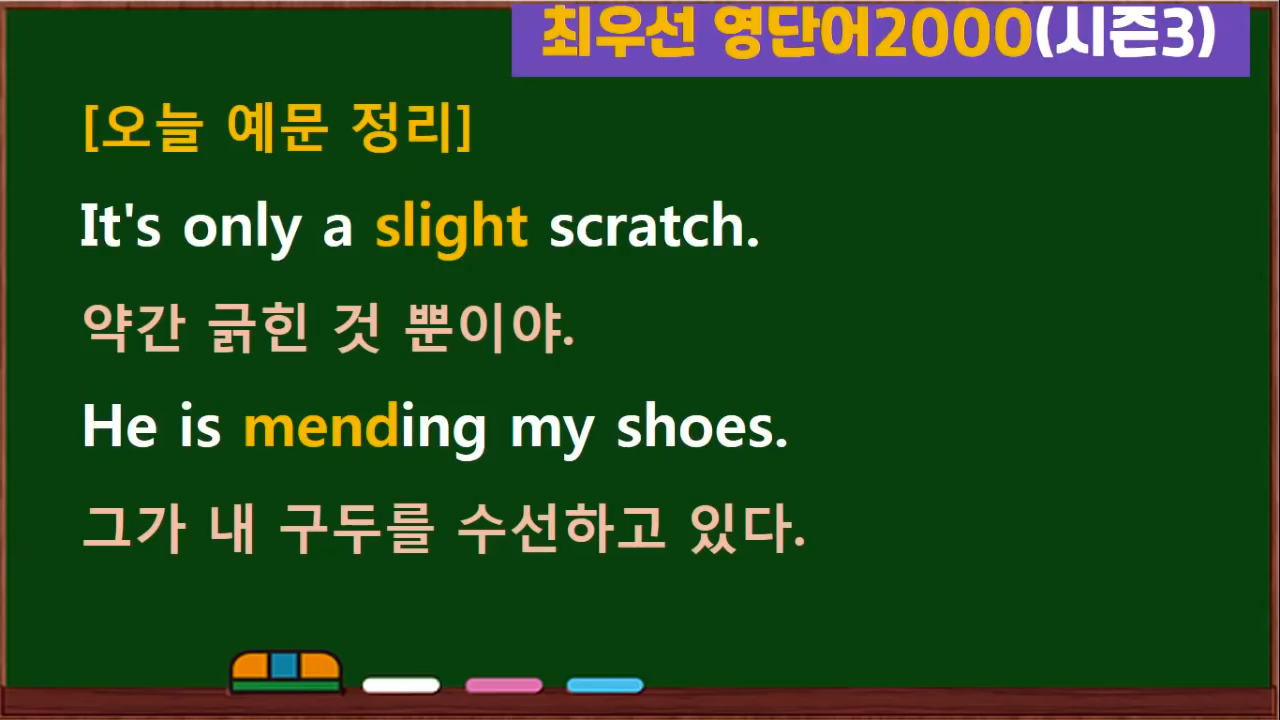 최우선 영단어2000(시즌3)
[오늘 예문 정리]
It's only a slight scratch.
약간 긁힌 것 뿐이야.
He is mending my shoes.
그가 내 구두를 수선하고 있다.